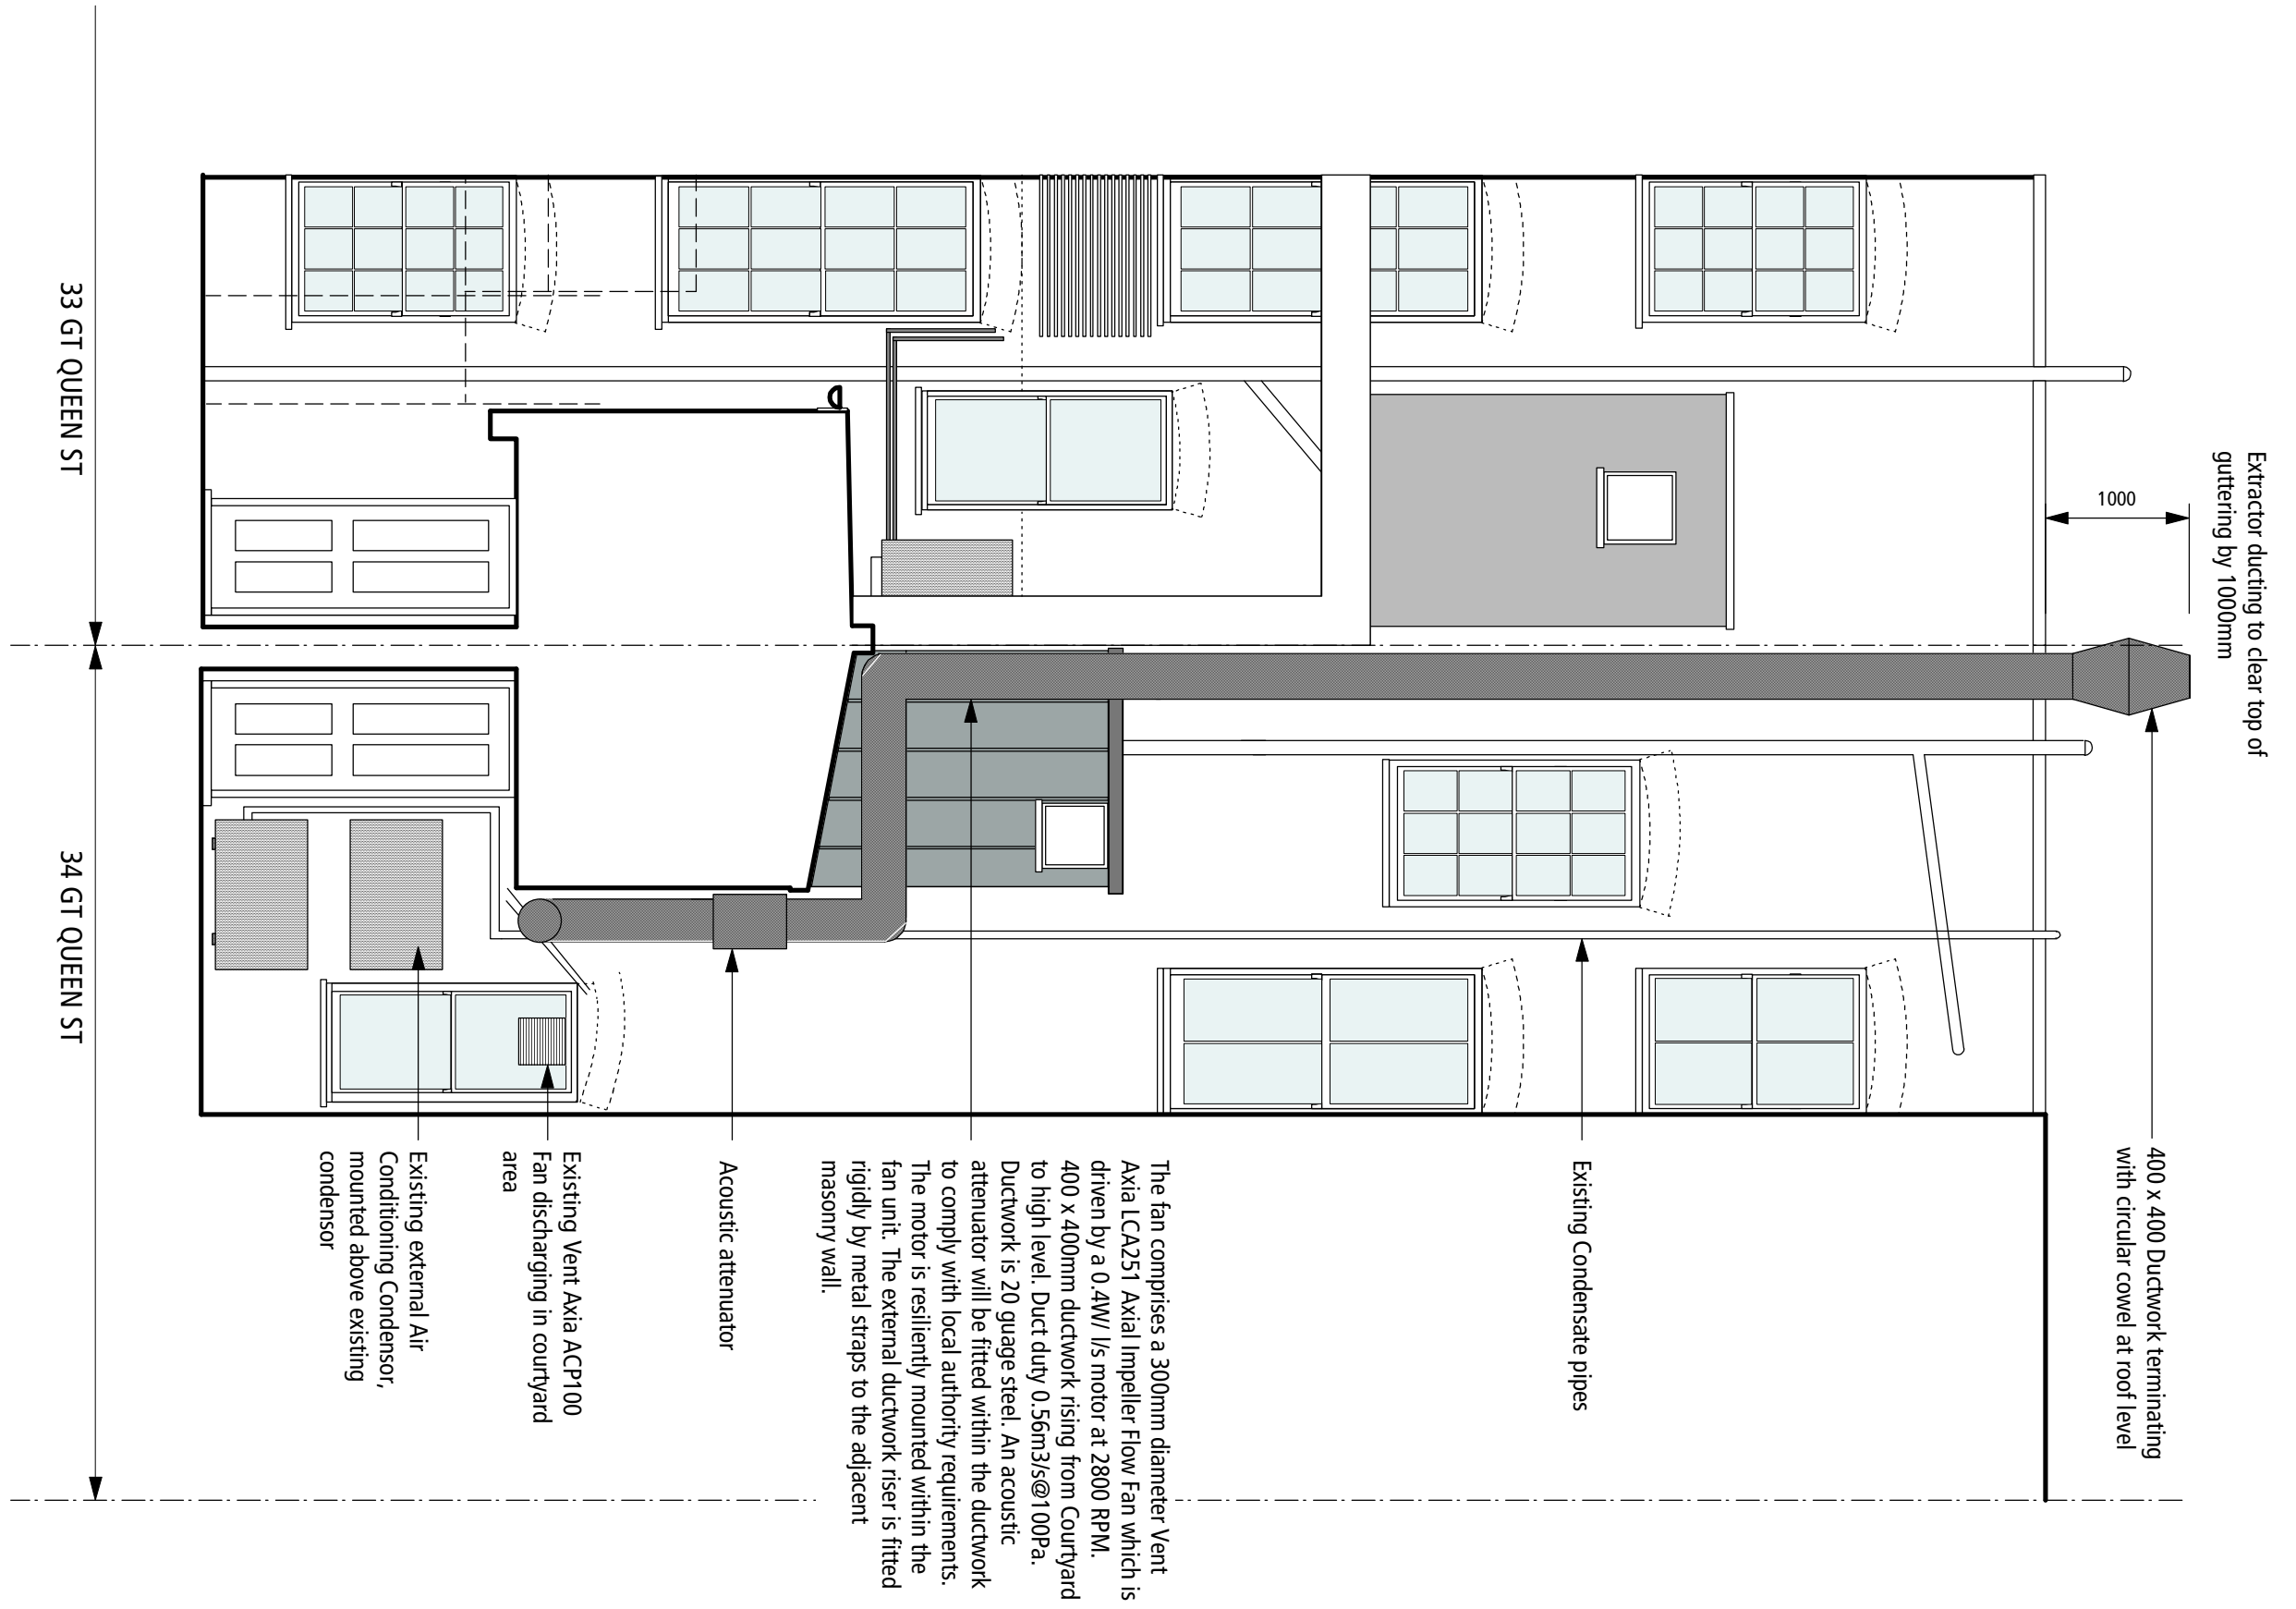 Extractor ducting to clear top of
guttering by 1000mm
1000
400 x 400 Ductwork terminating
with circular cowel at roof level
Existing Condensate pipes
The fan comprises a 300mm diameter Vent
Axia LCA251 Axial Impeller Flow Fan which is
driven by a 0.4W/ l/s motor at 2800 RPM.
400 x 400mm ductwork rising from Courtyard
to high level. Duct duty 0.56m3/s@100Pa.
Ductwork is 20 guage steel. An acoustic
attenuator will be fitted within the ductwork
to comply with local authority requirements.
The motor is resiliently mounted within the
fan unit. The external ductwork riser is fitted
rigidly by metal straps to the adjacent
masonry wall.
Acoustic attenuator
Existing Vent Axia ACP100
Fan discharging in courtyard
area
Existing external Air
Conditioning Condensor,
mounted above existing
condensor
33 GT QUEEN ST
34 GT QUEEN ST